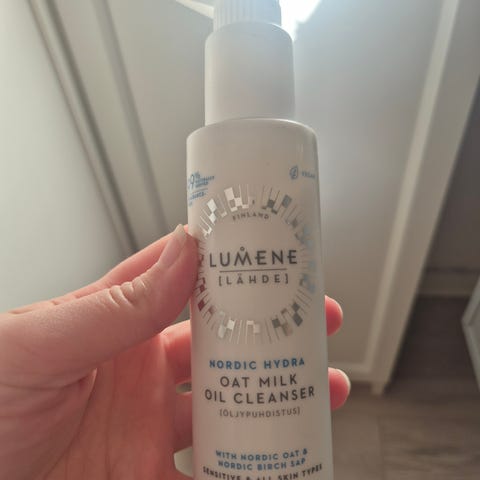 VEGAN
FINLAND
LUMENE
[LÄHDE]
NORDIC HYDRA
OAT MILK
OIL CLEANSER
[ÖLJYPUHDISTUS]
WITH NORDIC OAT &
NORDIC BIRCH SAP
SENSITIVE & ALL SKIN TYPES